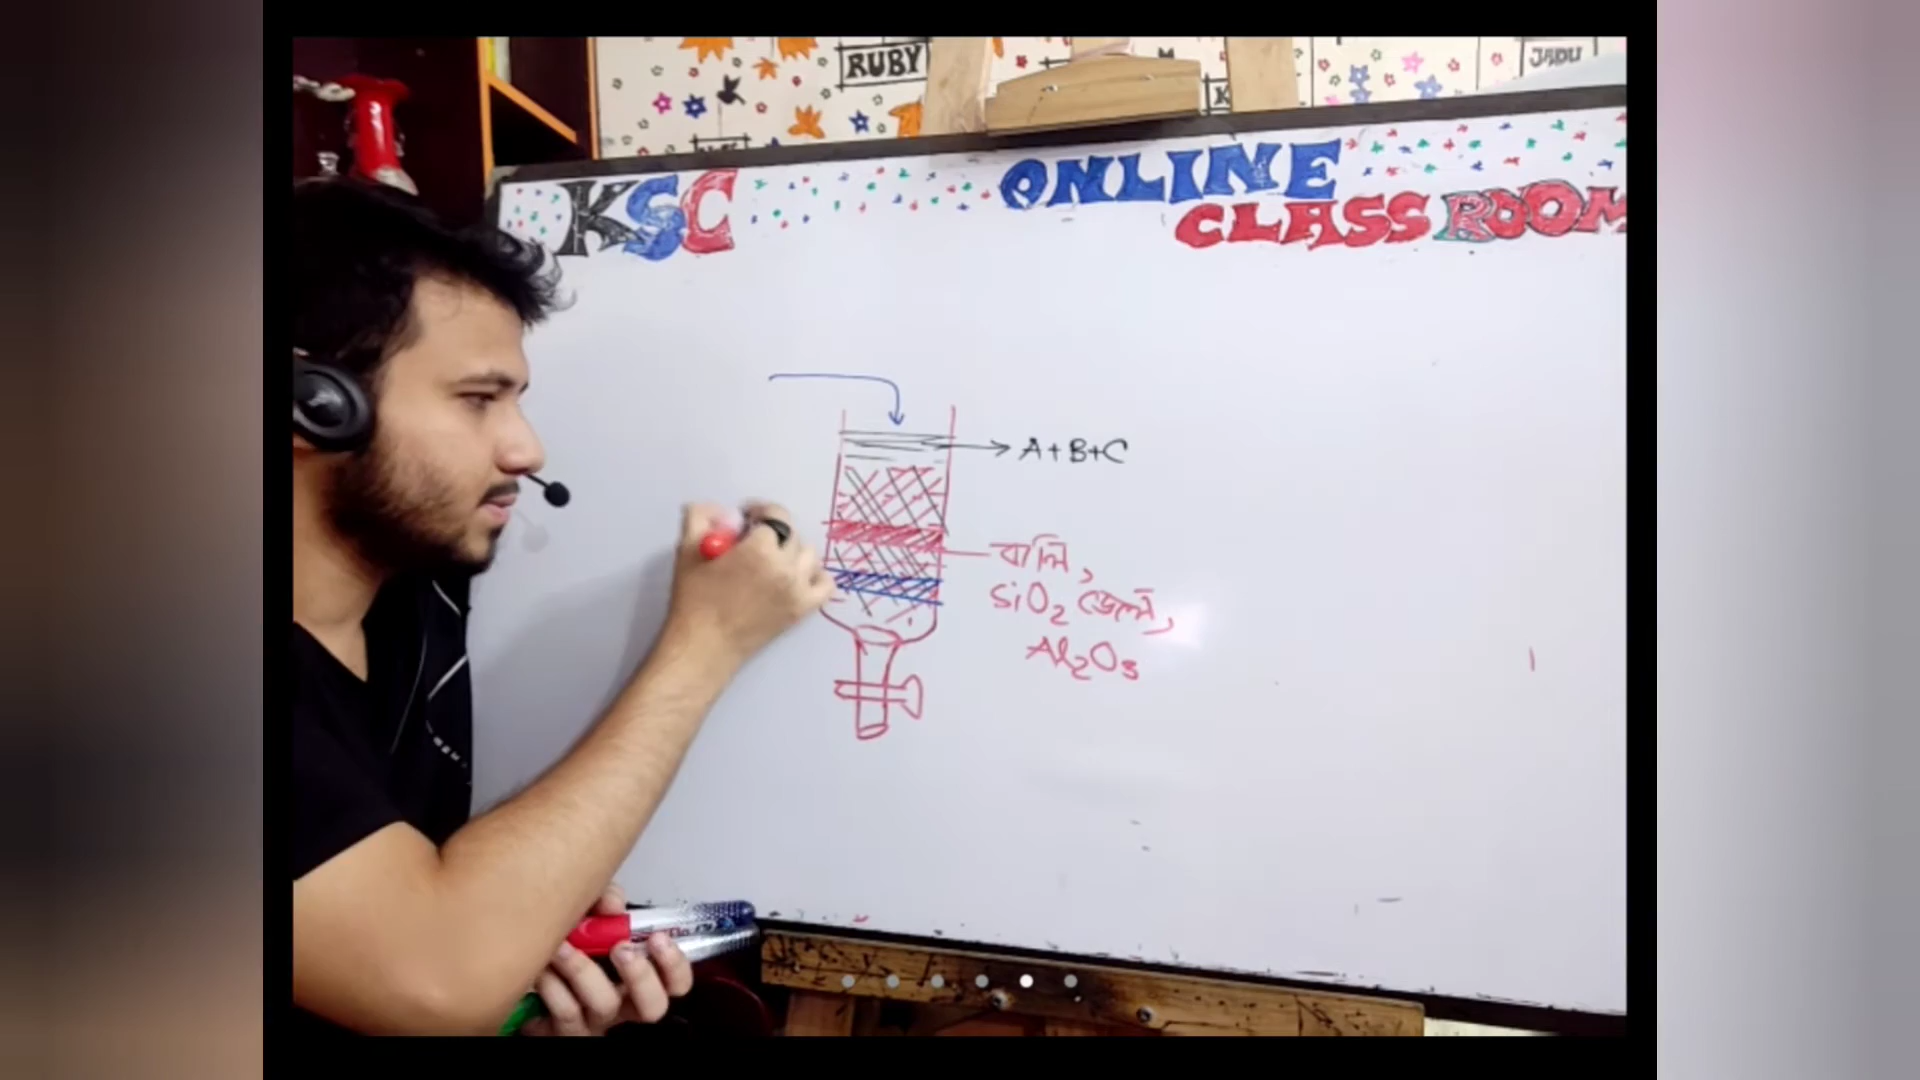 RUBY
JADU
KSC
ONLINE
CLASS ROOM
A+B+C
বালি,
SiO₂ জেলে,
Al₂O₃